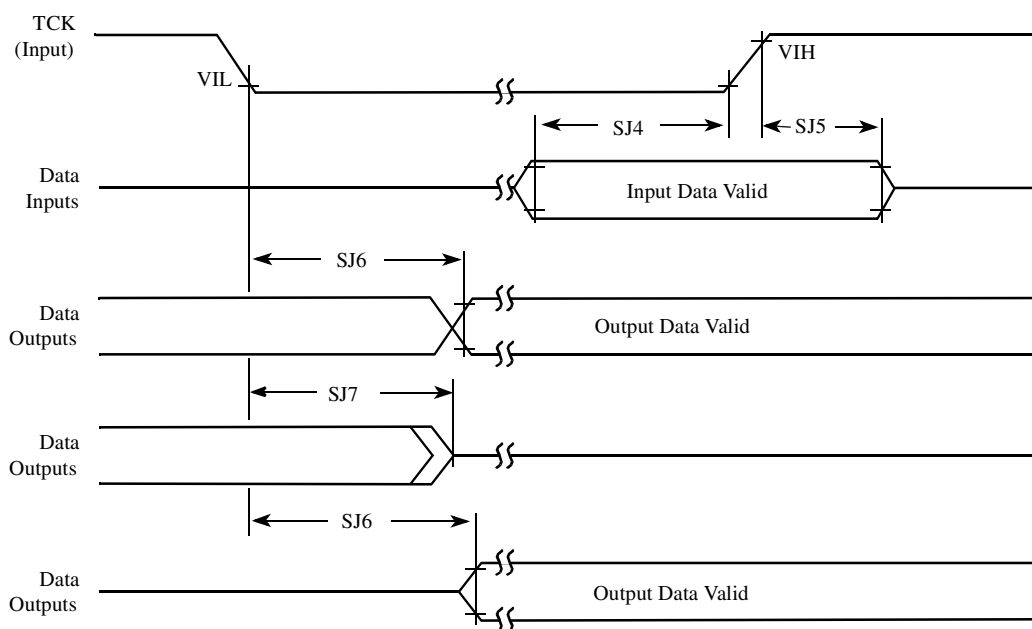 TCK
(Input)
VIL
VIH
SJ4
SJ5
Data
Inputs
Input Data Valid
SJ6
Data
Outputs
Output Data Valid
SJ7
Data
Outputs
SJ6
Data
Outputs
Output Data Valid